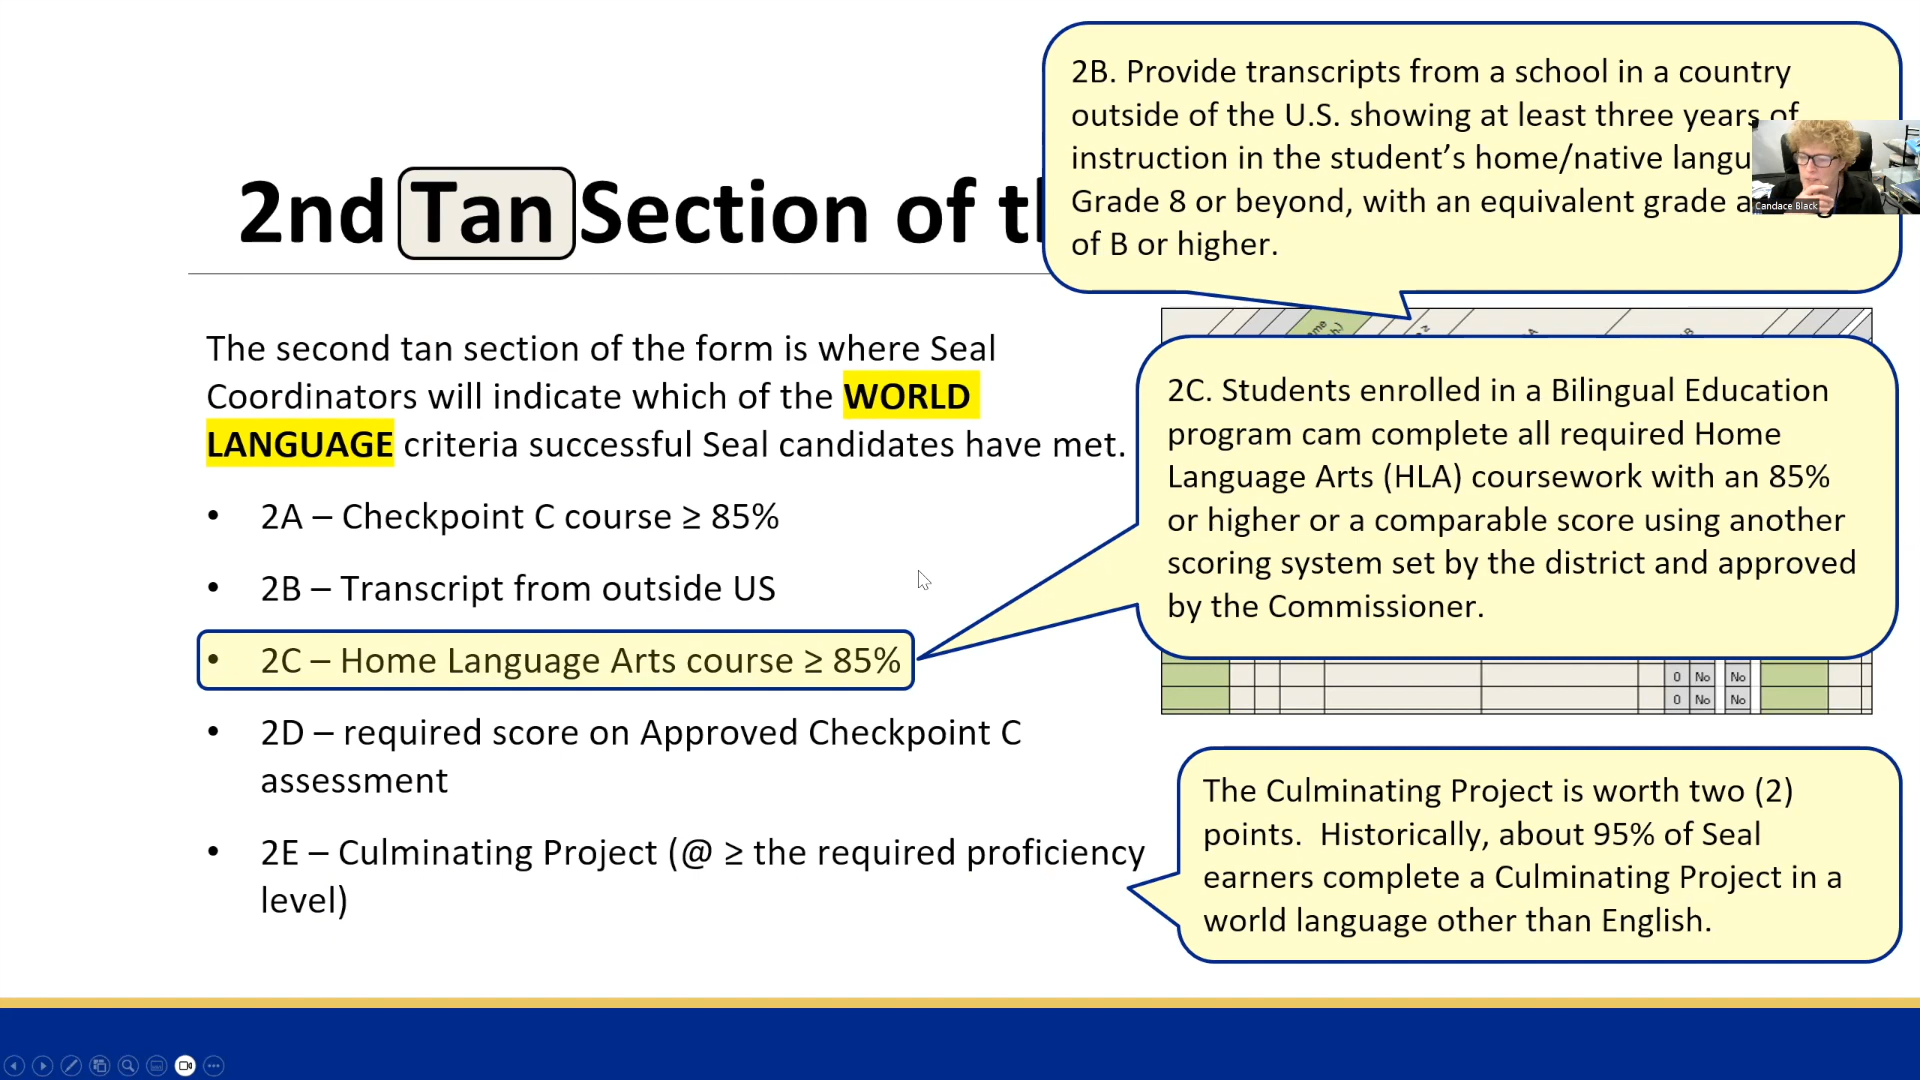 2nd Tan Section of
2B. Provide transcripts from a school in a country
outside of the U.S. showing at least three years of
instruction in the student's home/native
Grade 8 or beyond, with an equivalent grade
of B or higher.
Candace Black
The second tan section of the form is where Seal
Coordinators will indicate which of the WORLD
LANGUAGE criteria successful Seal candidates have met.
• 2A – Checkpoint C course ≥ 85%
• 2B – Transcript from outside US
• 2C – Home Language Arts course ≥ 85%
• 2D – required score on Approved Checkpoint C
assessment
• 2E – Culminating Project (@ ≥ the required proficiency
level)
2C. Students enrolled in a Bilingual Education
program cam complete all required Home
Language Arts (HLA) coursework with an 85%
or higher or a comparable score using another
scoring system set by the district and approved
by the Commissioner.
0 No No
0 No No
The Culminating Project is worth two (2)
points. Historically, about 95% of Seal
earners complete a Culminating Project in a
world language other than English.